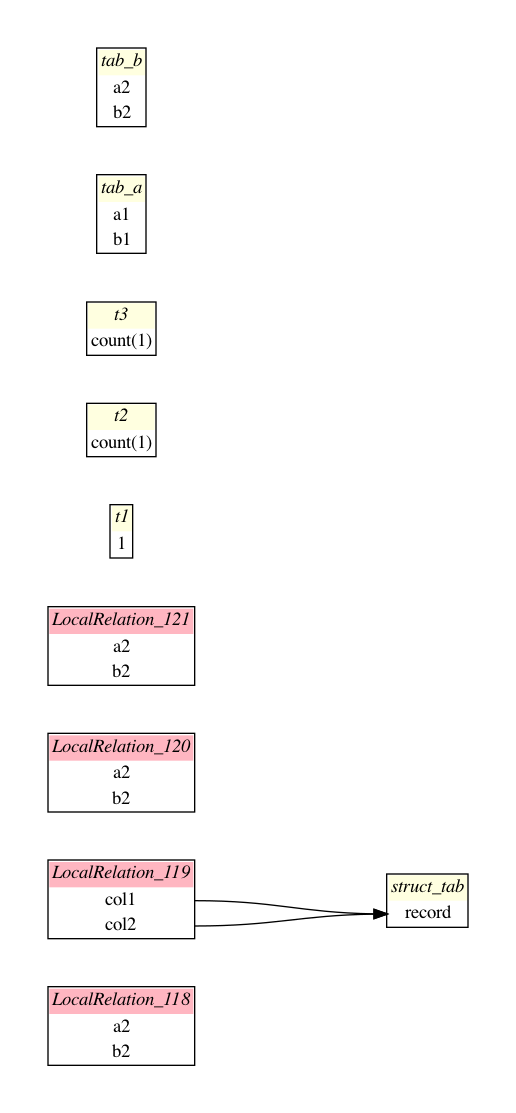 tab_b
a2
b2
tab_a
a1
b1
t3
count(1)
t2
count(1)
t1
1
LocalRelation_121
a2
b2
LocalRelation_120
a2
b2
LocalRelation_119
col1
col2
struct_tab
record
LocalRelation_118
a2
b2